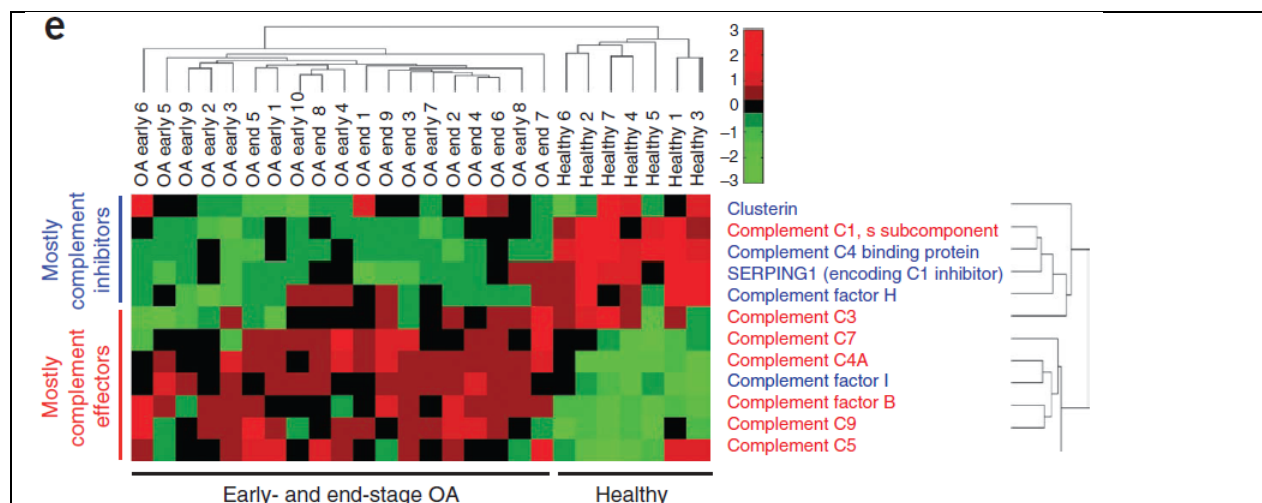 e
OA early 6
OA early 5
OA early 9
OA early 2
OA early 3
OA end 5
OA early 1
OA early 10
OA end 8
OA early 4
OA end 1
OA end 9
OA end 3
OA early 7
OA end 2
OA end 4
OA end 6
OA early 8
OA end 7
Healthy 6
Healthy 2
Healthy 7
Healthy 4
Healthy 5
Healthy 1
Healthy 3
3
2
1
0
–1
–2
–3
Mostly
complement
inhibitors
Mostly
complement
effectors
Clusterin
Complement C1, s subcomponent
Complement C4 binding protein
SERPING1 (encoding C1 inhibitor)
Complement factor H
Complement C3
Complement C7
Complement C4A
Complement factor I
Complement factor B
Complement C9
Complement C5
Early- and end-stage OA
Healthy